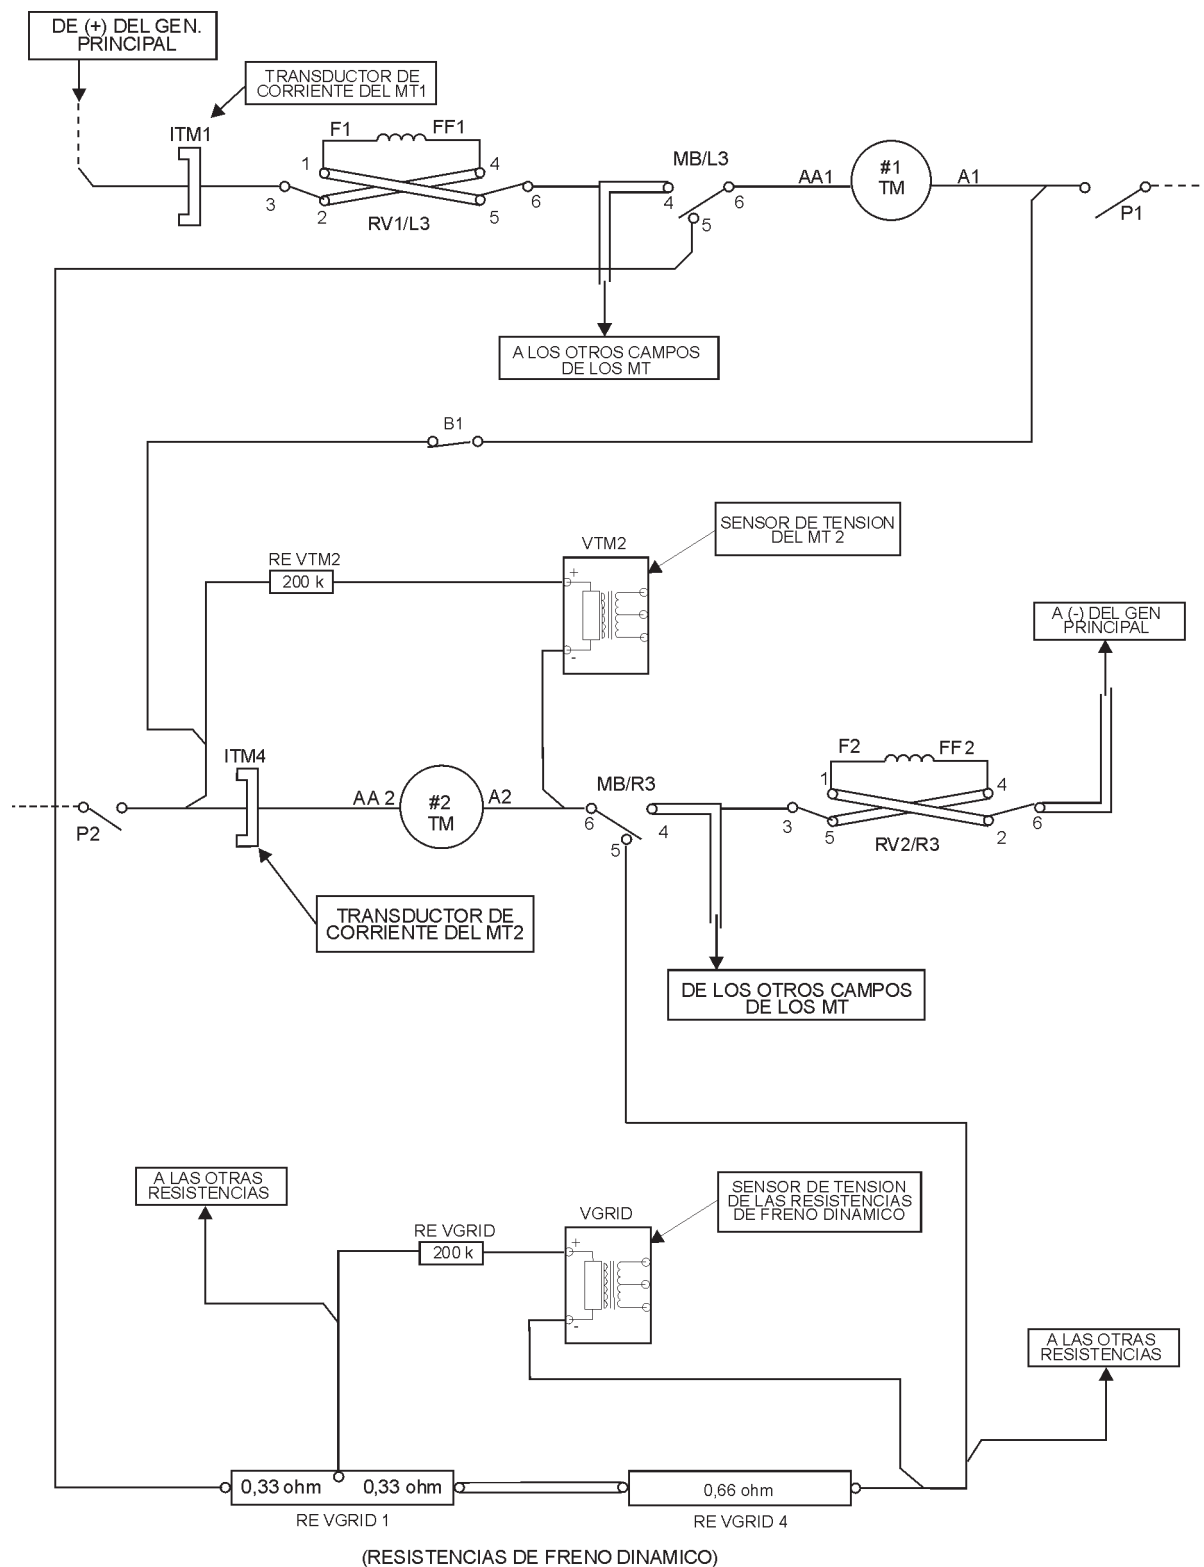 DE (+) DEL GEN.
PRINCIPAL
TRANSDUCTOR DE
CORRIENTE DEL MT1
ITM1
F1
FF1
1
4
3
2
5
6
RV1/L3
MB/L3
4
6
5
AA1
#1
TM
A1
P1
A LOS OTROS CAMPOS
DE LOS MT
B1
SENSOR DE TENSION
DEL MT 2
VTM2
RE VTM2
200 k
+
-
A (-) DEL GEN
PRINCIPAL
ITM4
P2
AA 2
#2
TM
A2
MB/R3
6
4
5
F2
FF2
1
4
3
5
2
6
RV2/R3
TRANSDUCTOR DE
CORRIENTE DEL MT2
DE LOS OTROS CAMPOS
DE LOS MT
A LAS OTRAS
RESISTENCIAS
SENSOR DE TENSION
DE LAS RESISTENCIAS
DE FRENO DINAMICO
VGRID
RE VGRID
200 k
+
-
A LAS OTRAS
RESISTENCIAS
0,33 ohm
0,33 ohm
0,66 ohm
RE VGRID 1
RE VGRID 4
(RESISTENCIAS DE FRENO DINAMICO)